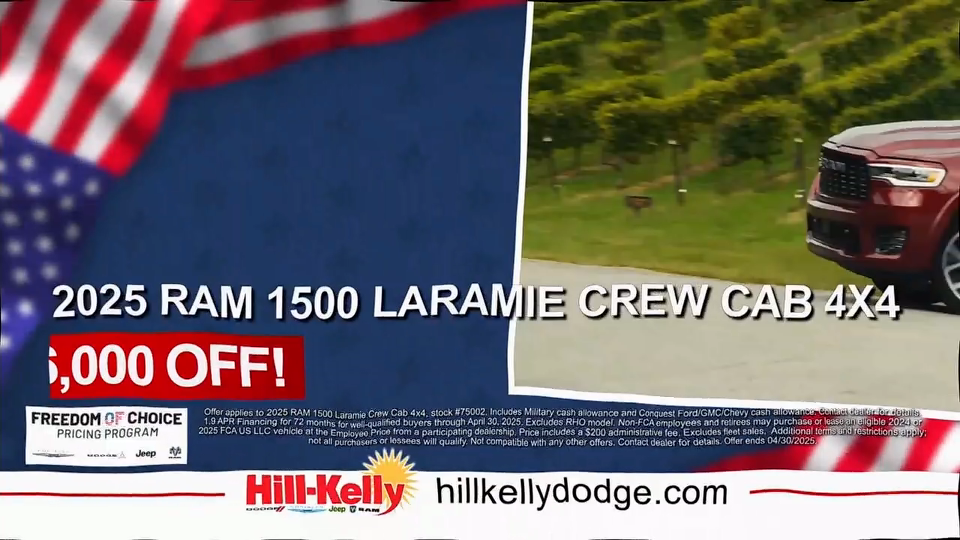 2025 RAM 1500 LARAMIE CREW CAB 4X4
,000 OFF!
FREEDOM OF CHOICE
PRICING PROGRAM
Jeep
Offer applies to 2025 RAM 1500 Laramie Crew Cab 4x4, stock #75002. Includes Military cash allowance and Conquest Ford/GMC/Chevy cash allowance. Contact dealer for details.
1.9 APR Financing for 72 months for well-qualified buyers through April 30, 2025. Excludes RHO model. Non-FCA employees and retirees may purchase or lease an eligible 2024 or
2025 FCA US LLC vehicle at the Employee Price from a participating dealership. Price includes a $200 administrative fee. Excludes fleet sales. Additional terms and restrictions apply;
not all purchasers or lessees will qualify. Not compatible with any other offers. Contact dealer for details. Offer ends 04/30/2025.
Hill-Kelly
DODGE Jeep RAM
hillkellydodge.com